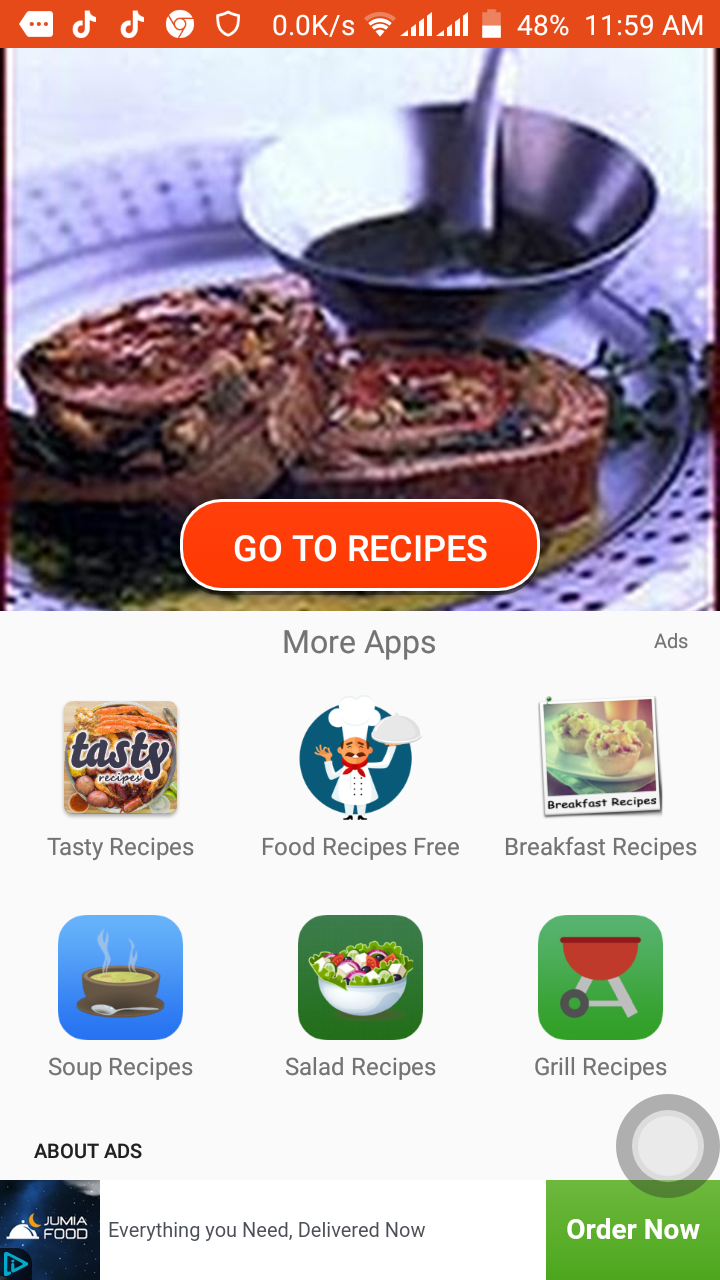 0.0K/s 48% 11:59 AM
GO TO RECIPES
More Apps
Ads
tasty
recipes
Breakfast Recipes
Tasty Recipes
Food Recipes Free
Breakfast Recipes
Soup Recipes
Salad Recipes
Grill Recipes
ABOUT ADS
JUMIA
FOOD
Everything you Need, Delivered Now
Order Now